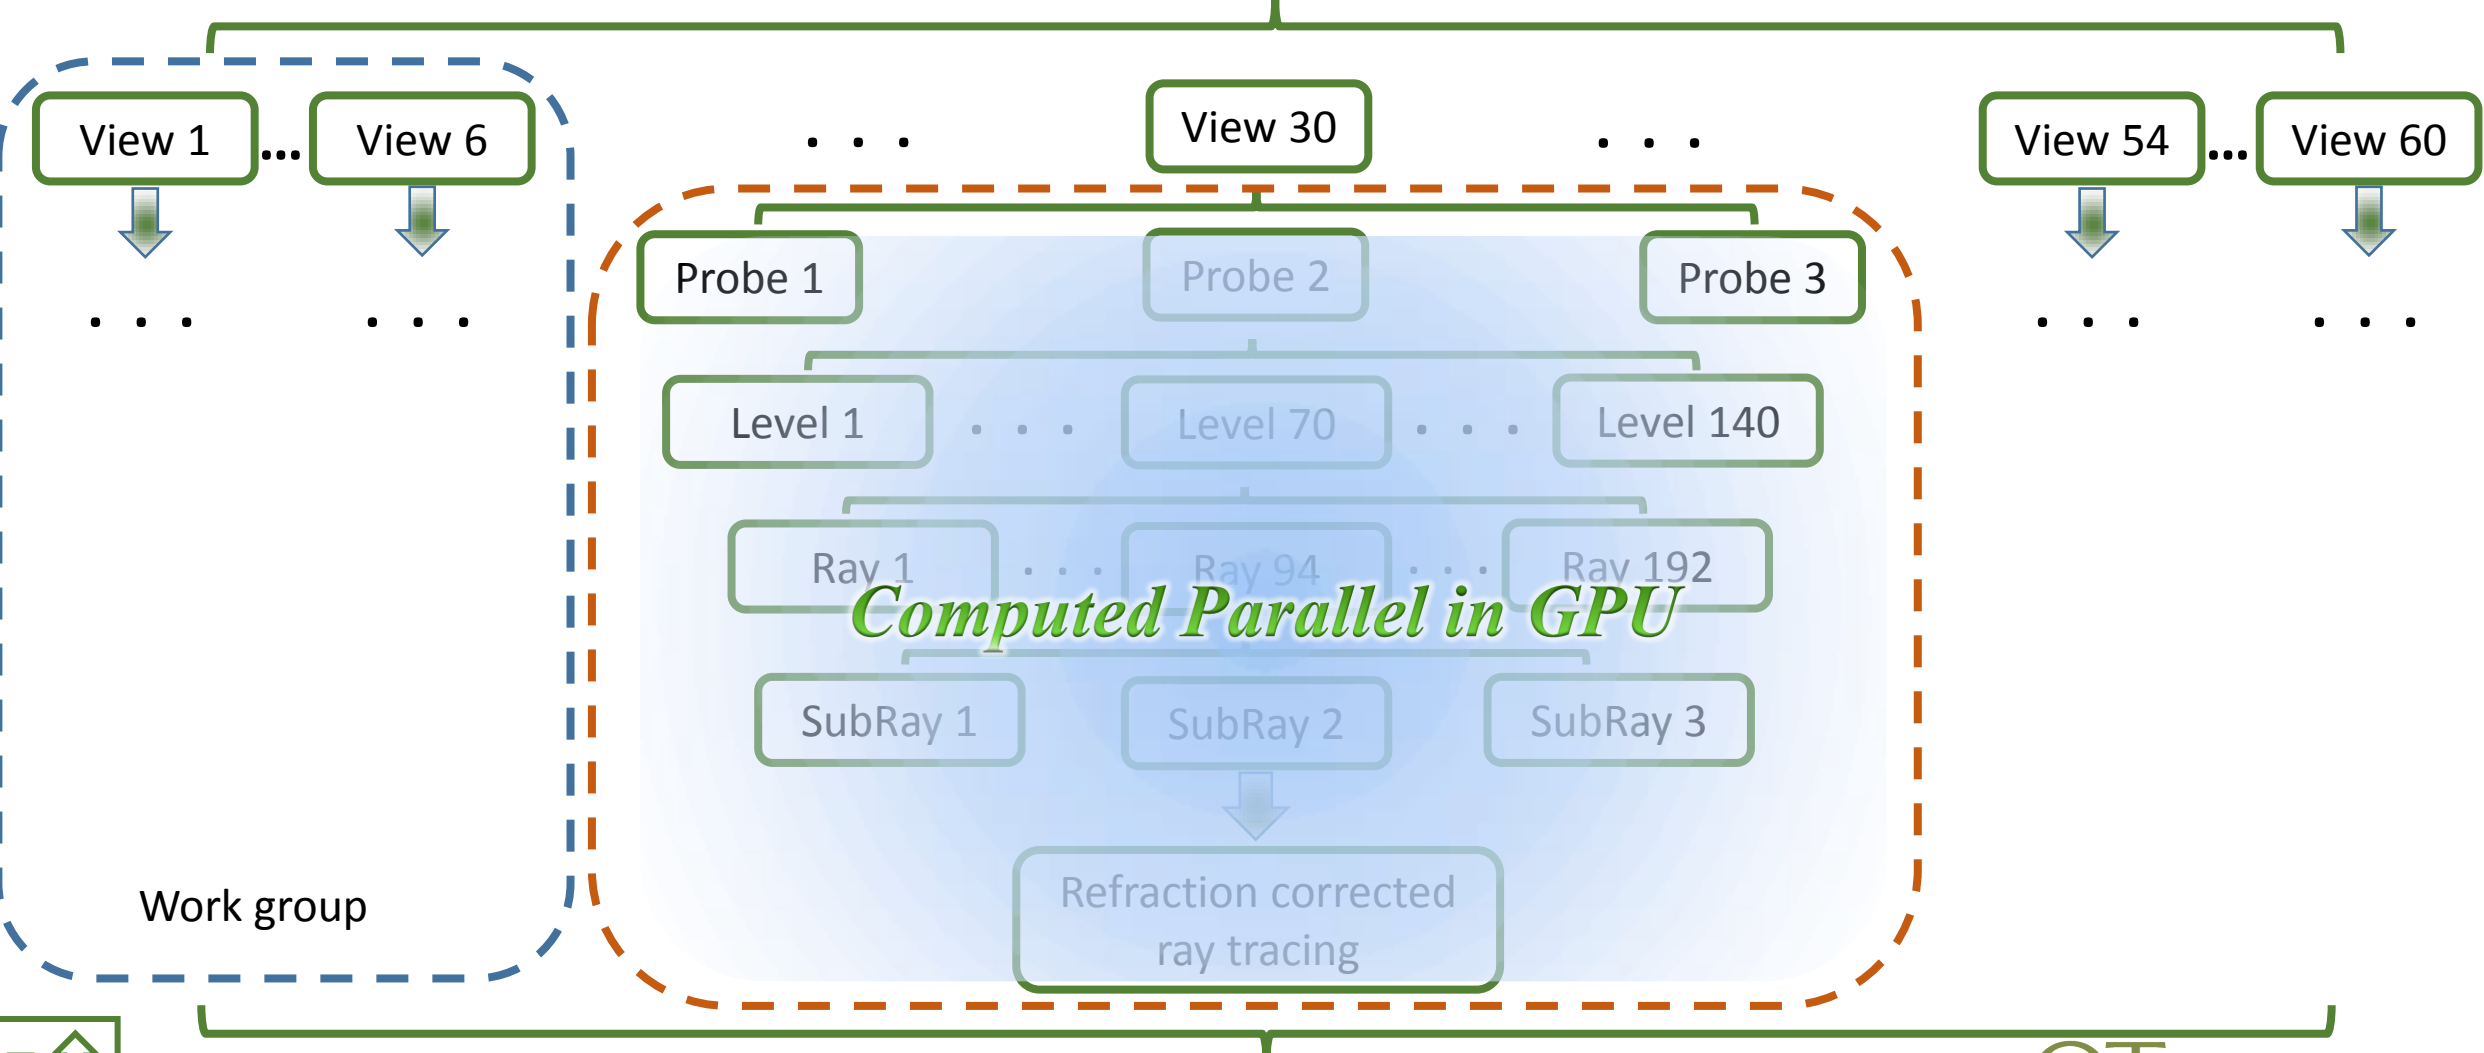 View 1 ... View 6 . . . View 30 . . . View 54 ... View 60
Probe 1 Probe 2 Probe 3
. . . . . . . . . . . .
Level 1 . . . Level 70 . . . Level 140
Ray 1 . . . Ray 94 . . . Ray 192
Computed Parallel in GPU
SubRay 1 SubRay 2 SubRay 3
Refraction corrected
ray tracing
Work group